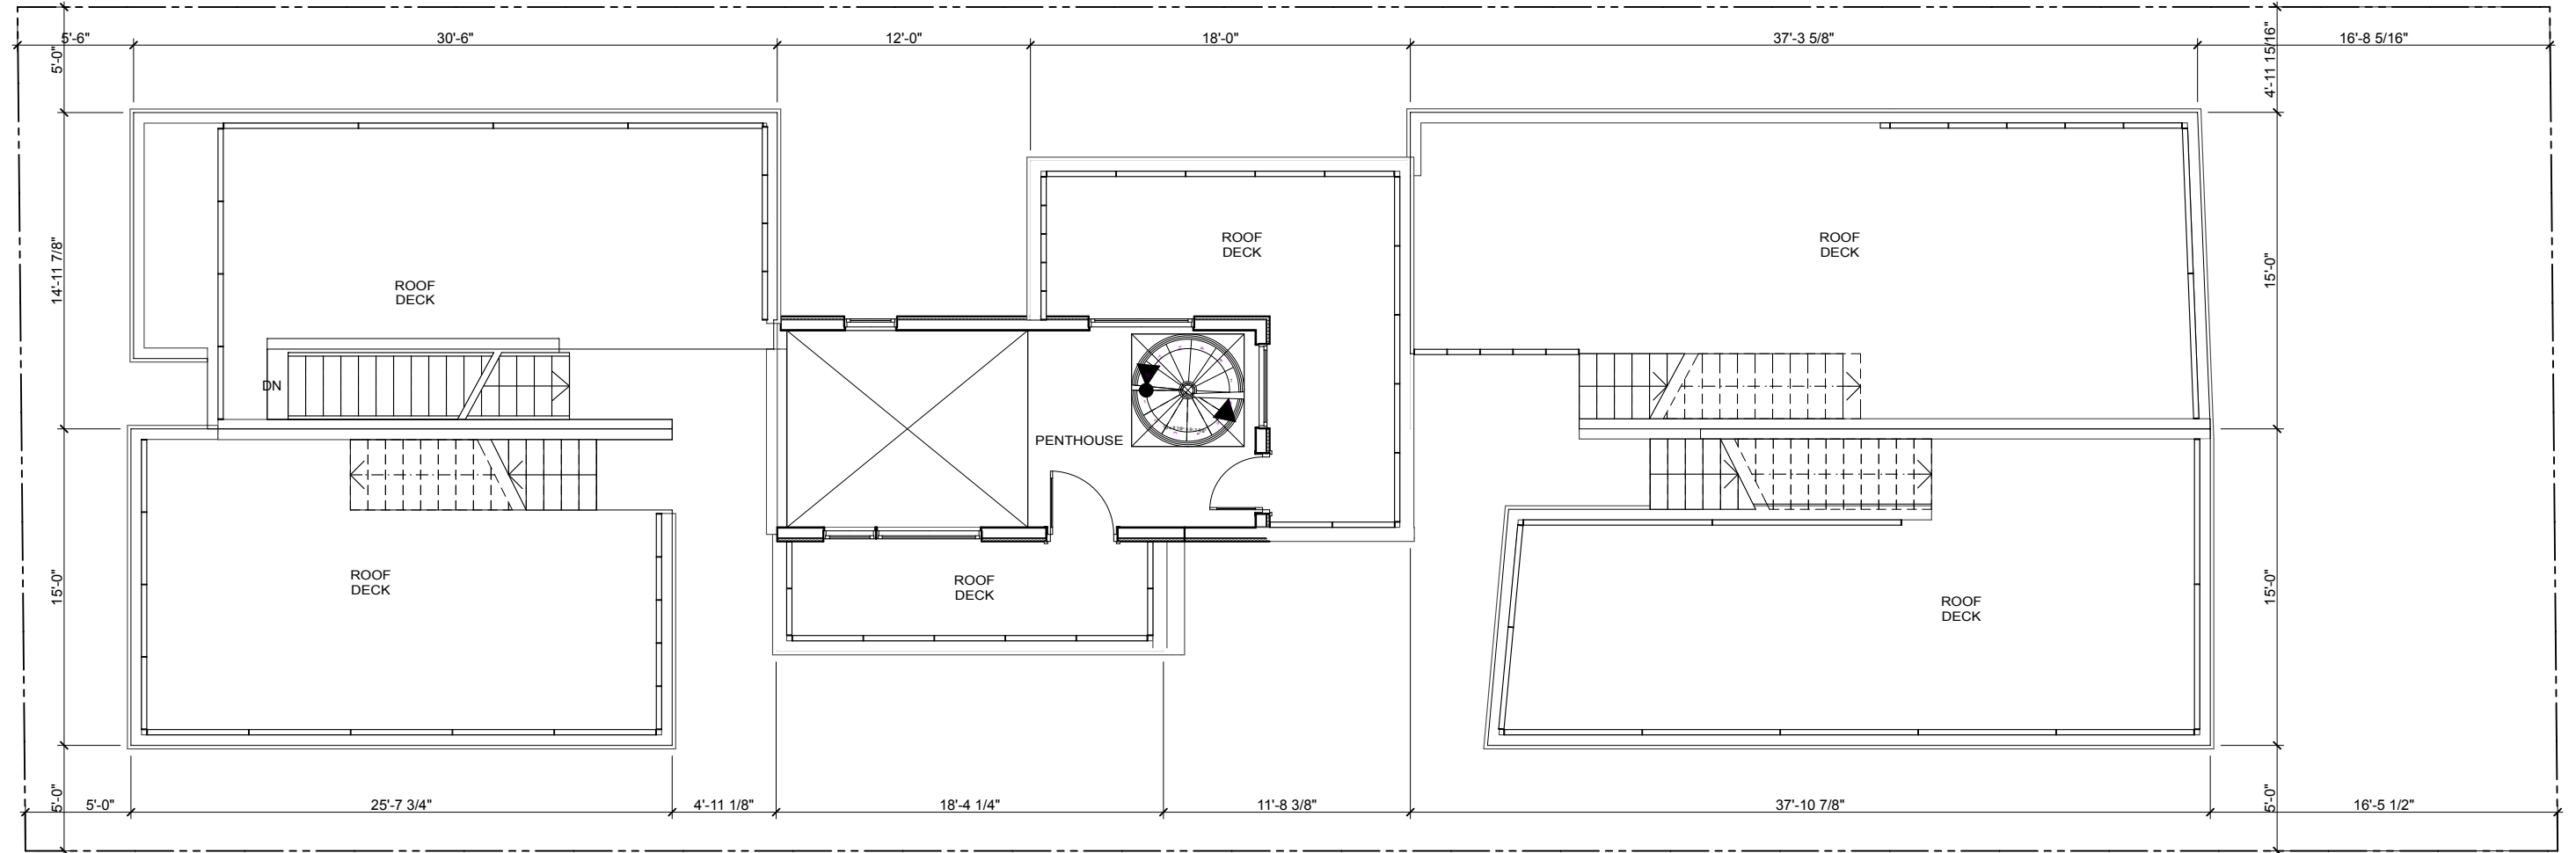 5'-6"
30'-6"
12'-0"
18'-0"
37'-3 5/8"
16'-8 5/16"
5'-0"
4'-11 15/16"
ROOF
DECK
ROOF
DECK
14'-11 7/8"
15'-0"
ROOF
DECK
DN
PENTHOUSE
ROOF
DECK
ROOF
DECK
ROOF
DECK
15'-0"
15'-0"
5'-0"
5'-0"
5'-0"
25'-7 3/4"
4'-11 1/8"
18'-4 1/4"
11'-8 3/8"
37'-10 7/8"
16'-5 1/2"